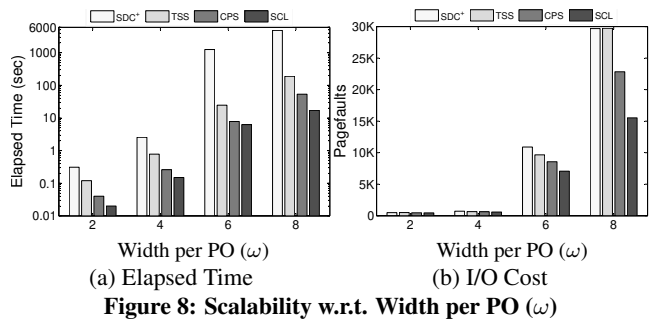 SDC+ TSS CPS SCL
6000
1000
100
10
1
0.1
0.01
Elapsed Time (sec)
2 4 6 8
Width per PO (ω)
(a) Elapsed Time
SDC+ TSS CPS SCL
30K
25K
20K
15K
10K
5K
0
Pagefaults
2 4 6 8
Width per PO (ω)
(b) I/O Cost
Figure 8: Scalability w.r.t. Width per PO (ω)